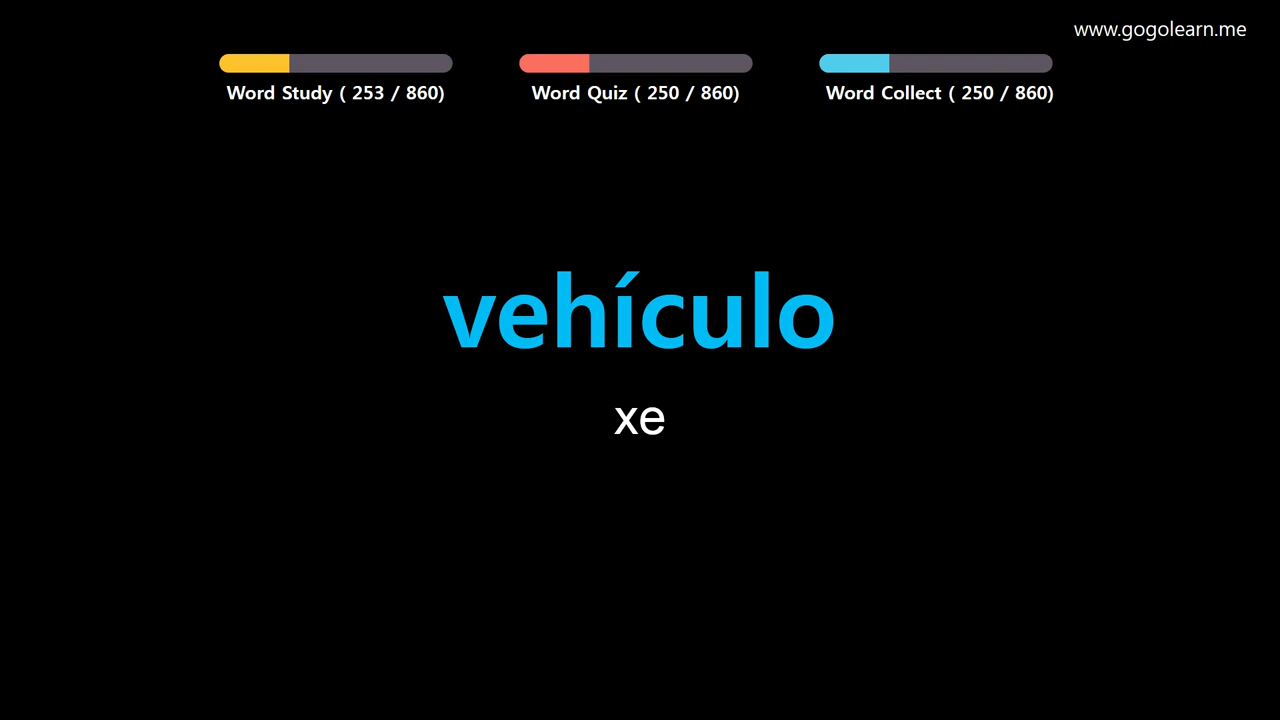 www.gogolearn.me
Word Study ( 253 / 860)
Word Quiz ( 250 / 860)
Word Collect ( 250 / 860)
vehículo
xe